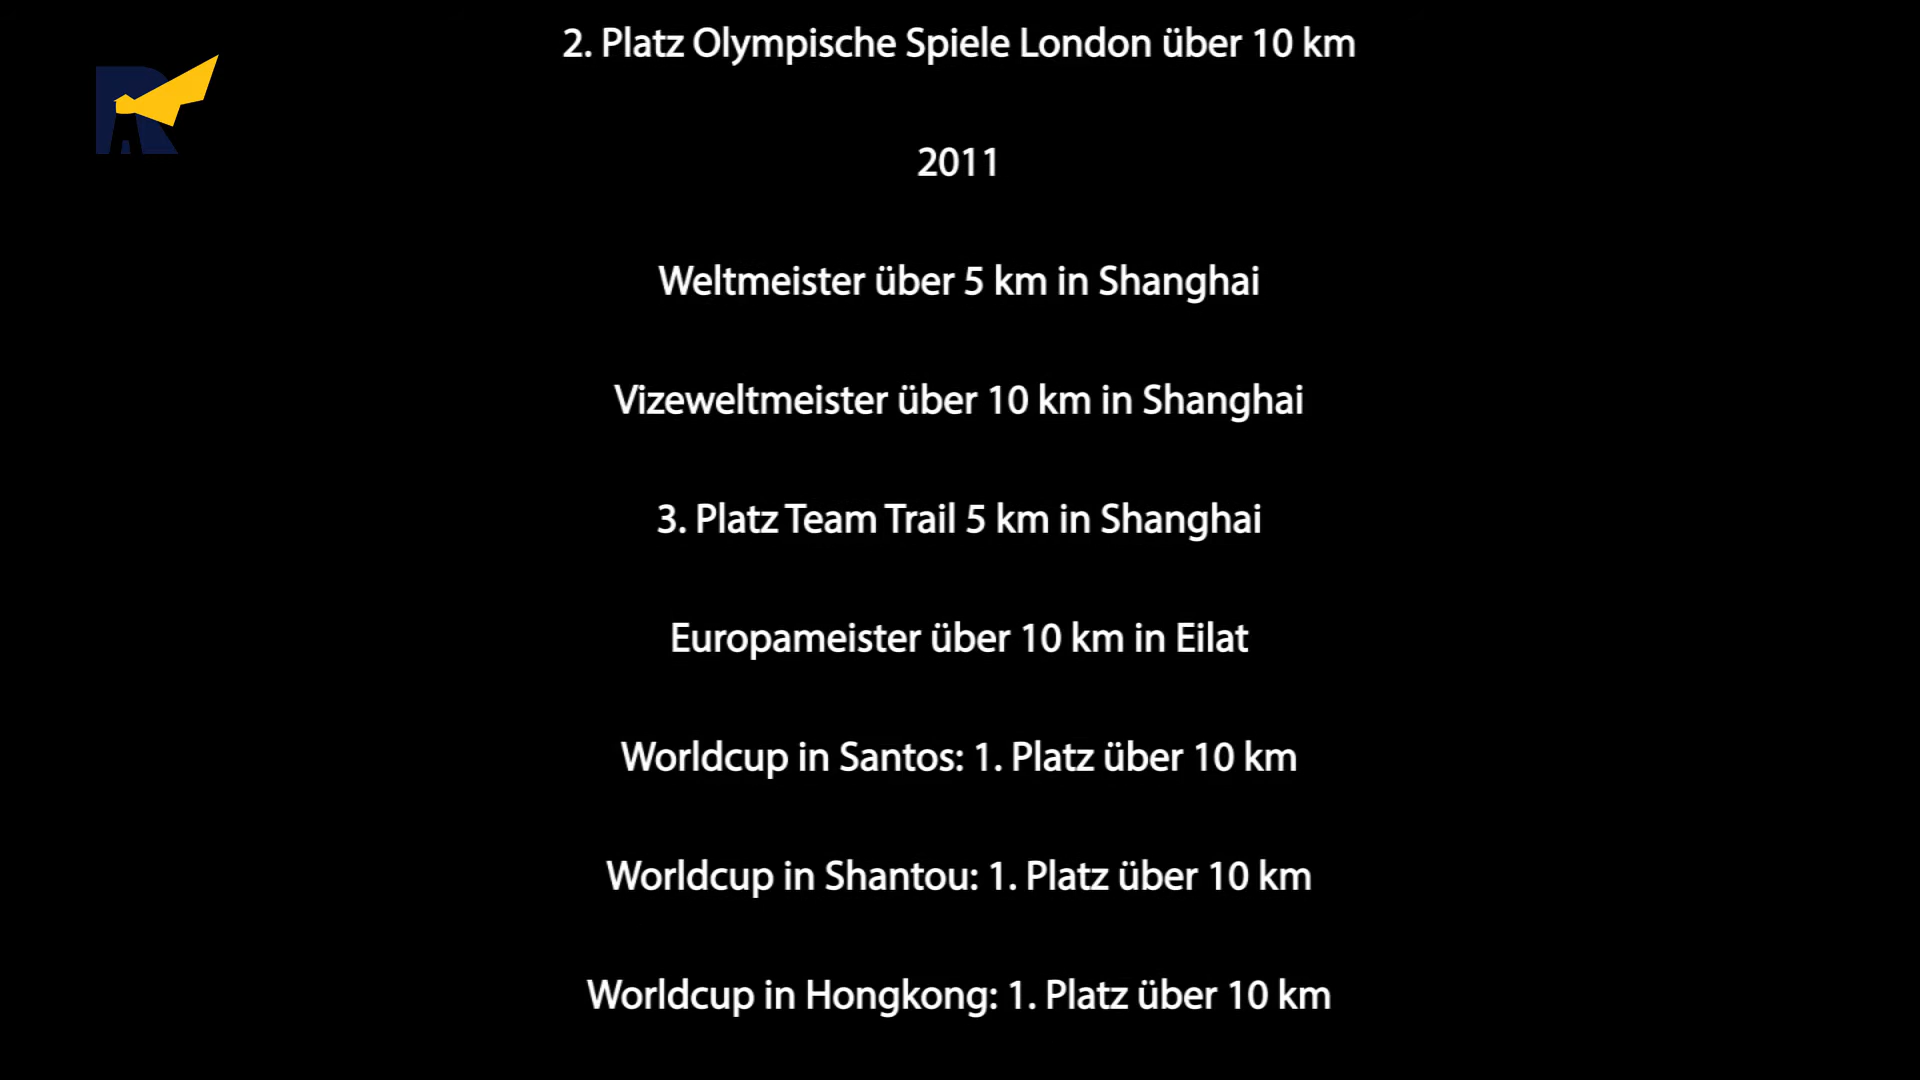 2. Platz Olympische Spiele London über 10 km
2011
Weltmeister über 5 km in Shanghai
Vizeweltmeister über 10 km in Shanghai
3. Platz Team Trail 5 km in Shanghai
Europameister über 10 km in Eilat
Worldcup in Santos: 1. Platz über 10 km
Worldcup in Shantou: 1. Platz über 10 km
Worldcup in Hongkong: 1. Platz über 10 km